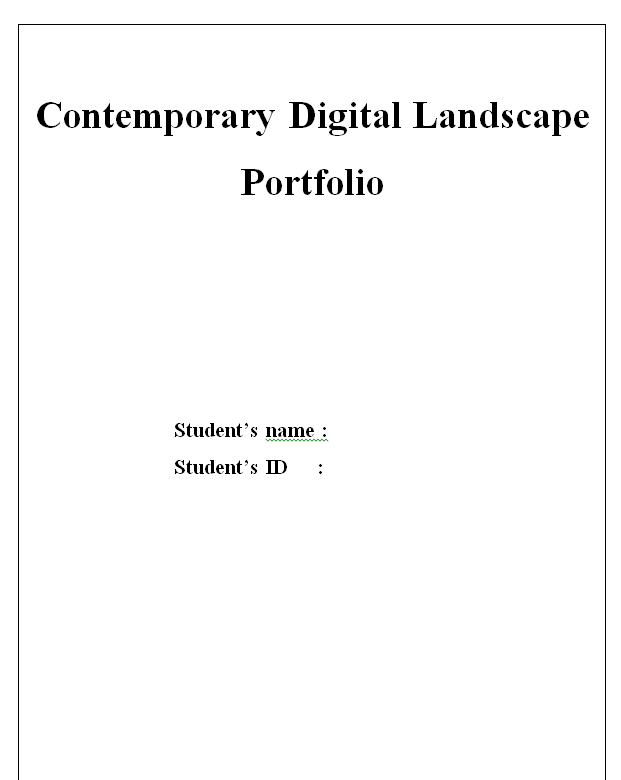 Contemporary Digital Landscape
Portfolio
Student’s name :
Student’s ID :